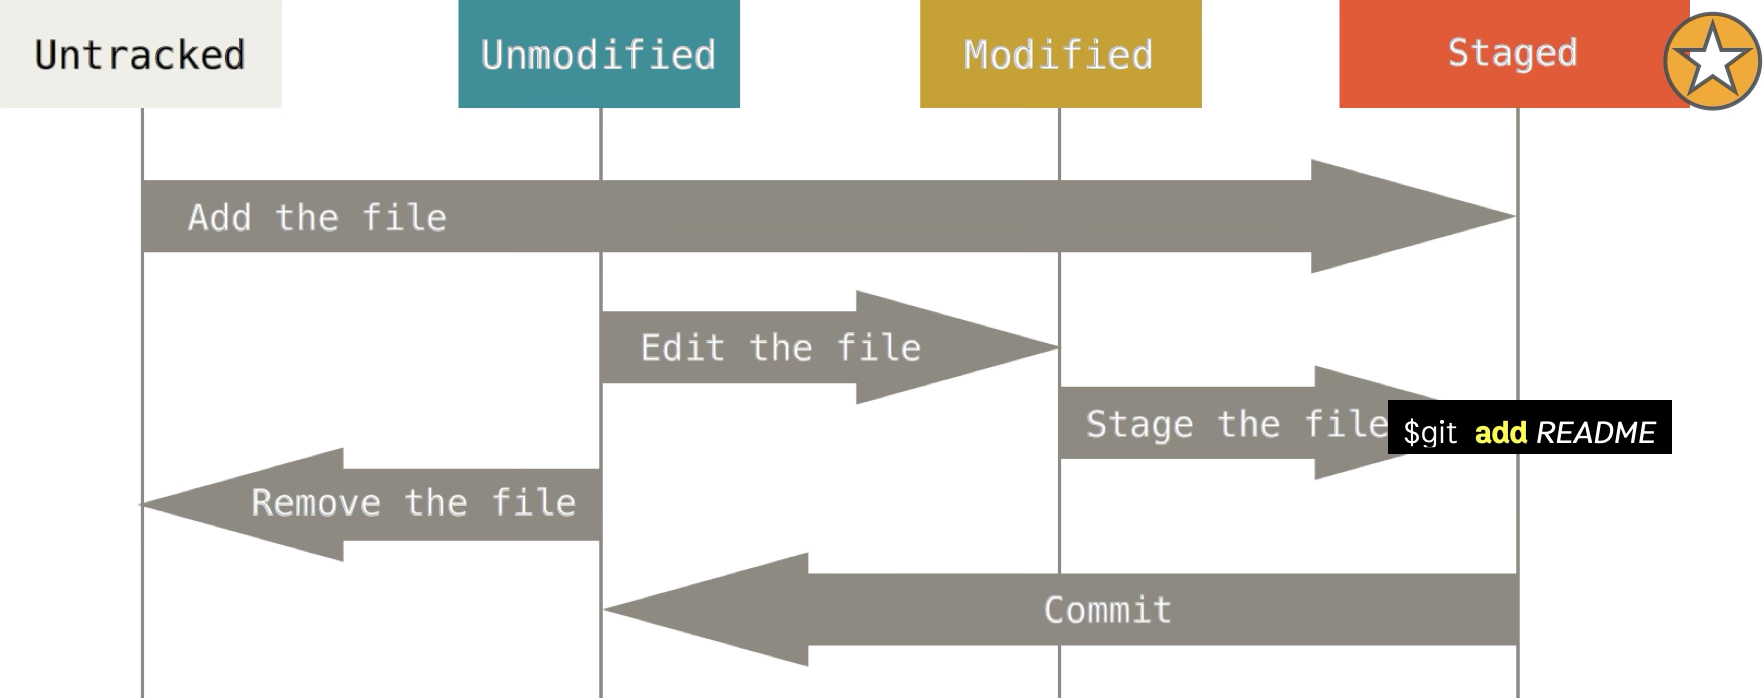 Untracked
Unmodified
Modified
Staged
Add the file
Edit the file
Stage the file
$git add README
Remove the file
Commit